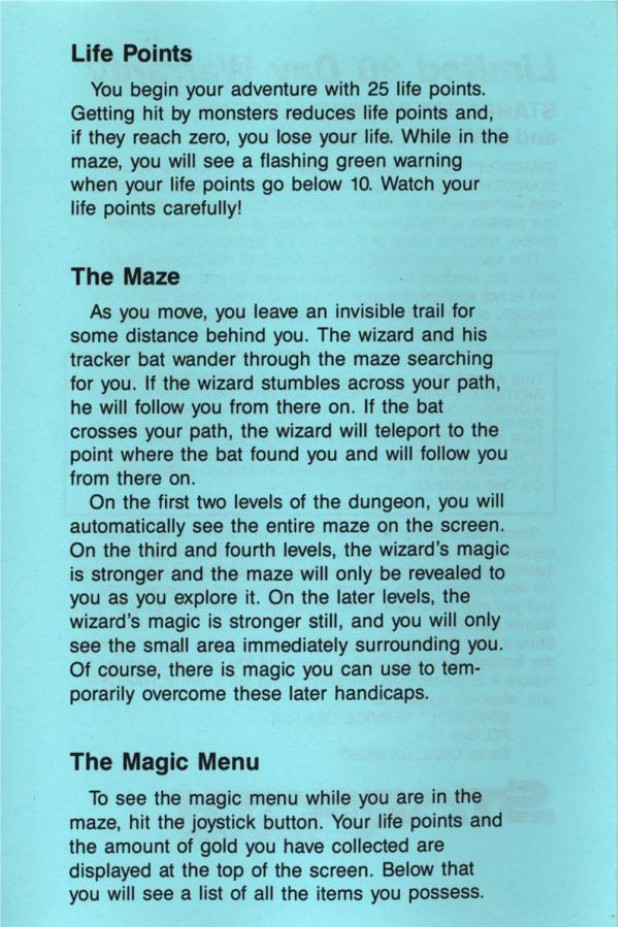 Life Points
You begin your adventure with 25 life points.
Getting hit by monsters reduces life points and,
if they reach zero, you lose your life. While in the
maze, you will see a flashing green warning
when your life points go below 10. Watch your
life points carefully!
The Maze
As you move, you leave an invisible trail for
some distance behind you. The wizard and his
tracker bat wander through the maze searching
for you. If the wizard stumbles across your path,
he will follow you from there on. If the bat
crosses your path, the wizard will teleport to the
point where the bat found you and will follow you
from there on.
On the first two levels of the dungeon, you will
automatically see the entire maze on the screen.
On the third and fourth levels, the wizard's magic
is stronger and the maze will only be revealed to
you as you explore it. On the later levels, the
wizard's magic is stronger still, and you will only
see the small area immediately surrounding you.
Of course, there is magic you can use to tem-
porarily overcome these later handicaps.
The Magic Menu
To see the magic menu while you are in the
maze, hit the joystick button. Your life points and
the amount of gold you have collected are
displayed at the top of the screen. Below that
you will see a list of all the items you possess.